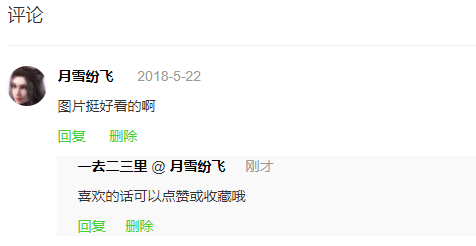 评论
月雪纷飞 2018-5-22
图片挺好看的啊
回复 删除
一去二三里 @ 月雪纷飞 刚才
喜欢的话可以点赞或收藏哦
回复 删除